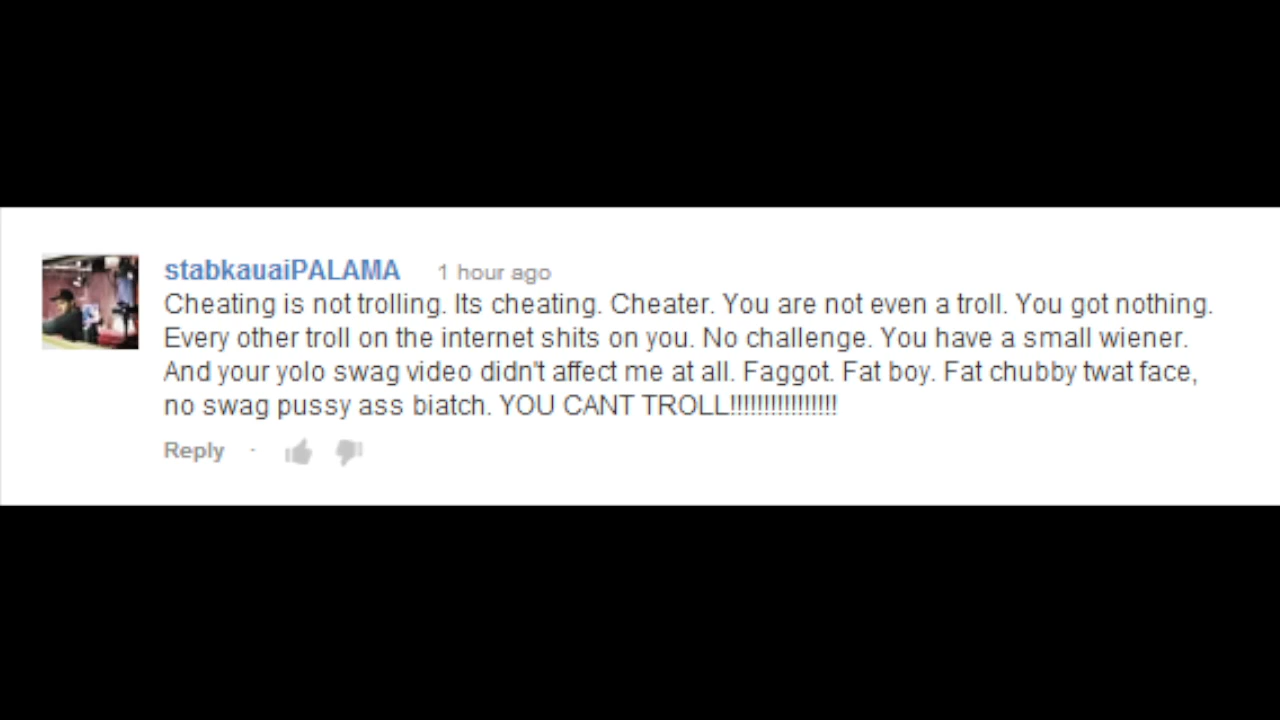 stabkauaiPALAMA 1 hour ago
Cheating is not trolling. Its cheating. Cheater. You are not even a troll. You got nothing.
Every other troll on the internet shits on you. No challenge. You have a small wiener.
And your yolo swag video didn't affect me at all. Faggot. Fat boy. Fat chubby twat face,
no swag pussy ass biatch. YOU CANT TROLL!!!!!!!!!!!!!!!!
Reply ·